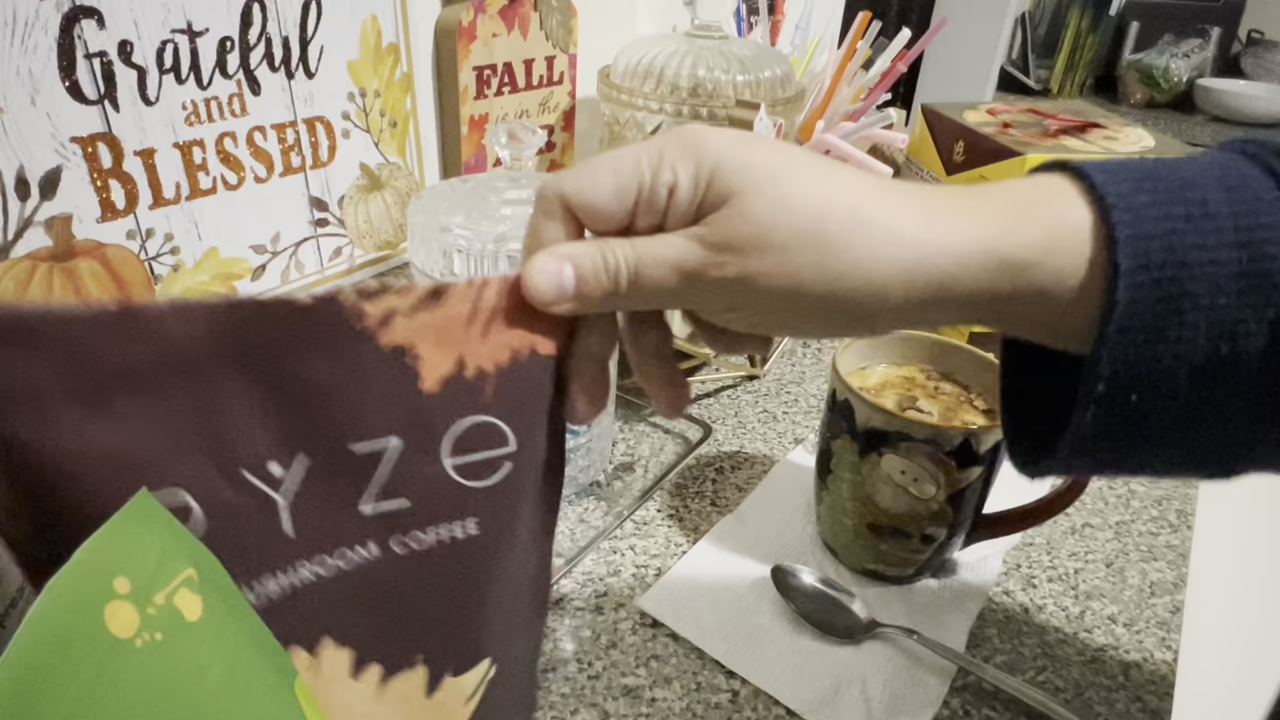 Grateful
and
BLESSED
FALL
is in the
yze
MUSHROOM COFFEE